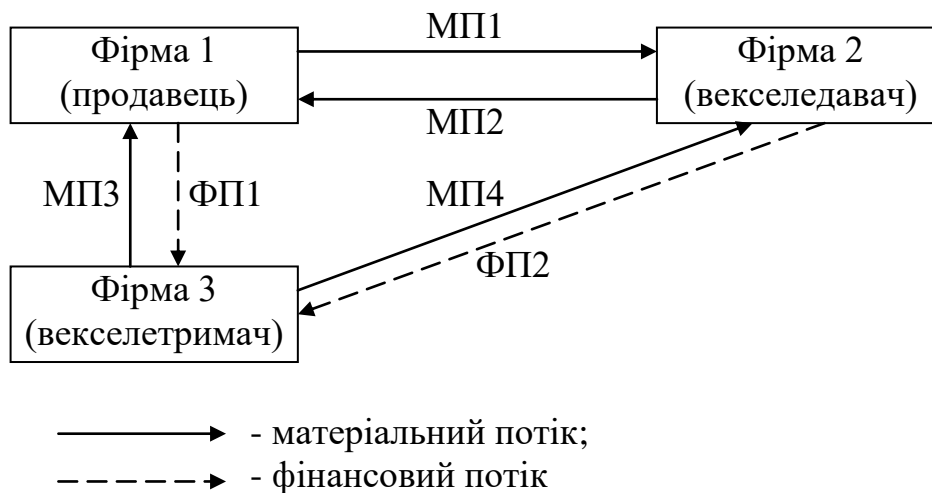 МП1
Фірма 1
(продавець)
Фірма 2
(векселедавач)
МП2
МП3
ФП1
МП4
ФП2
Фірма 3
(векселетримач)
- матеріальний потік;
- фінансовий потік